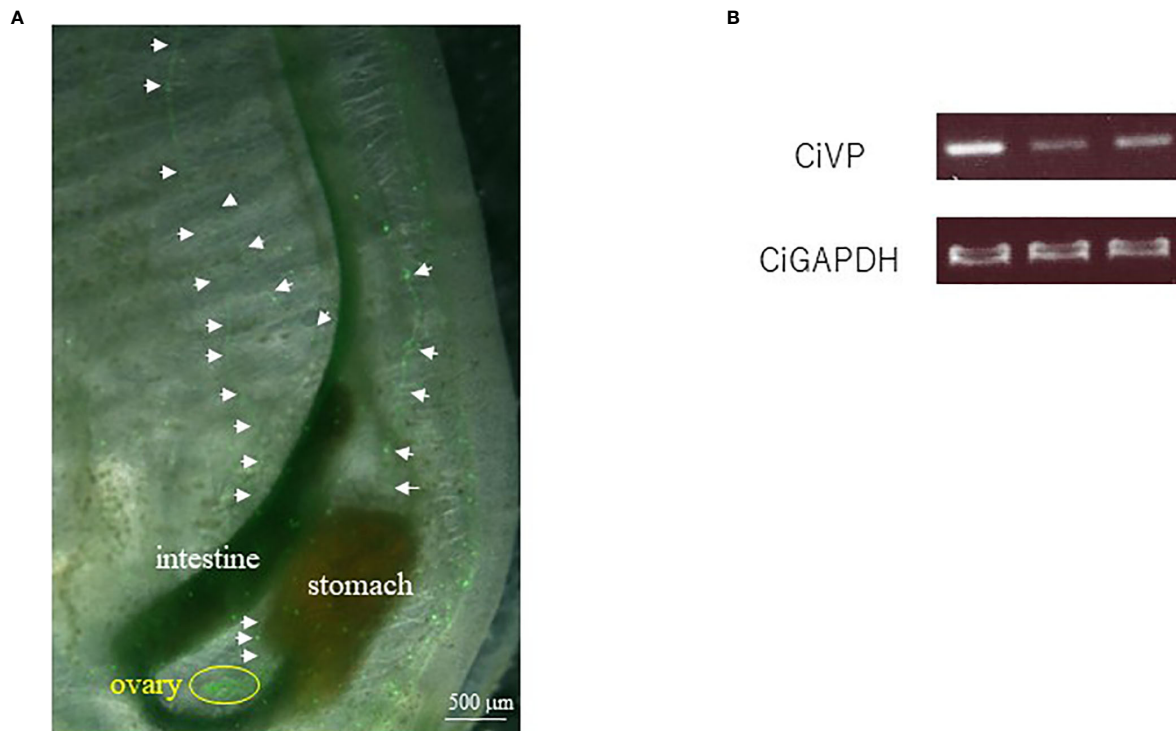 A
B
CiVP
CiGAPDH
intestine
stomach
ovary
500 μm